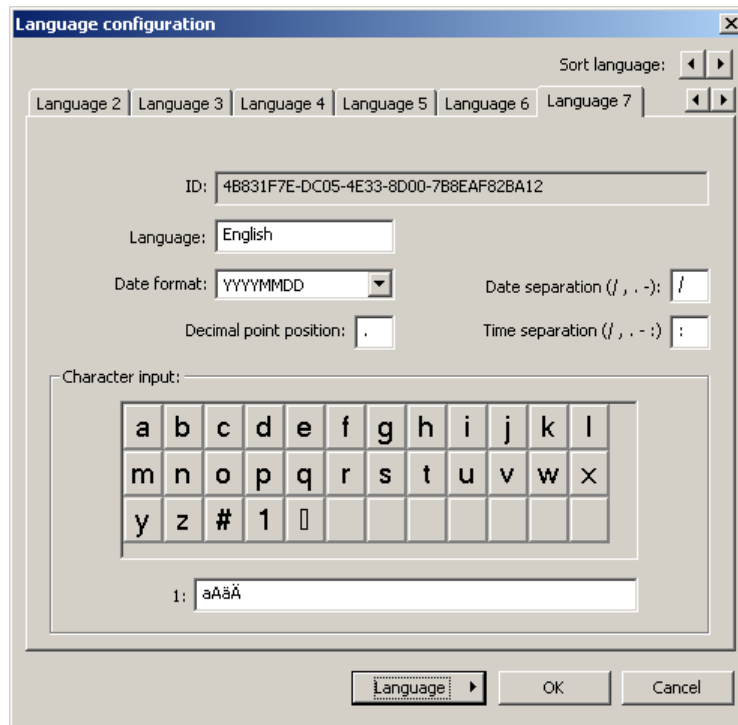 Language configuration
Sort language:
Language 2 Language 3 Language 4 Language 5 Language 6 Language 7
ID: 4B831F7E-DC05-4E33-8D00-7B8EAF82BA12
Language: English
Date format: YYYYMMDD Date separation (/ , . -): /
Decimal point position: . Time separation (/ , . - :) :
Character input:
a b c d e f g h i j k l
m n o p q r s t u v w x
y z # 1 ▯
1: aAäÄ
Language OK Cancel